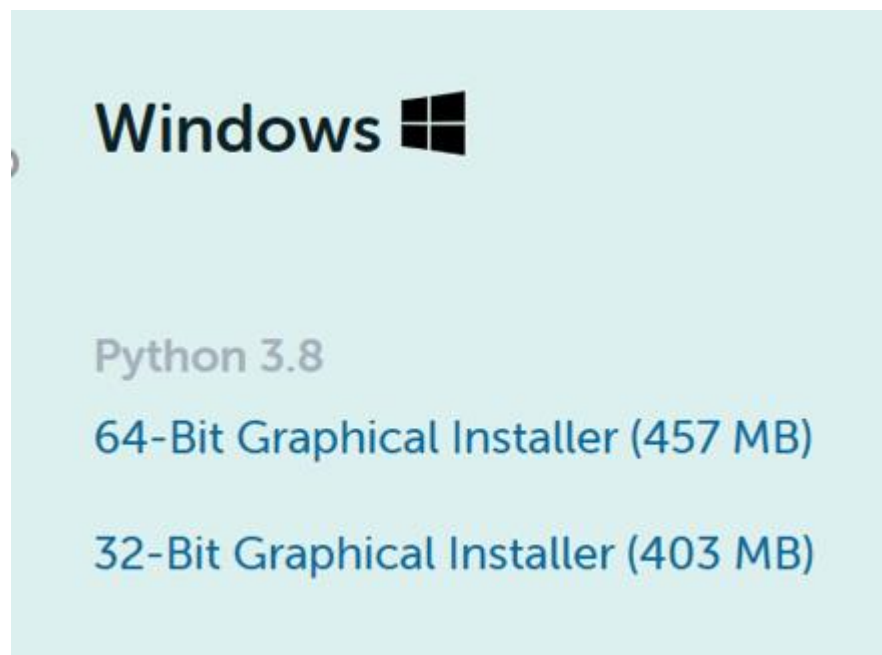 Windows
Python 3.8
64-Bit Graphical Installer (457 MB)
32-Bit Graphical Installer (403 MB)